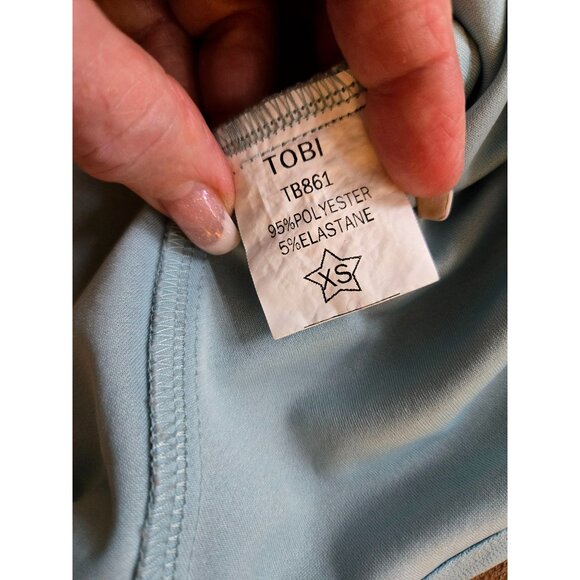 TOBI
TB861
95%POLYESTER
5%ELASTANE
XS